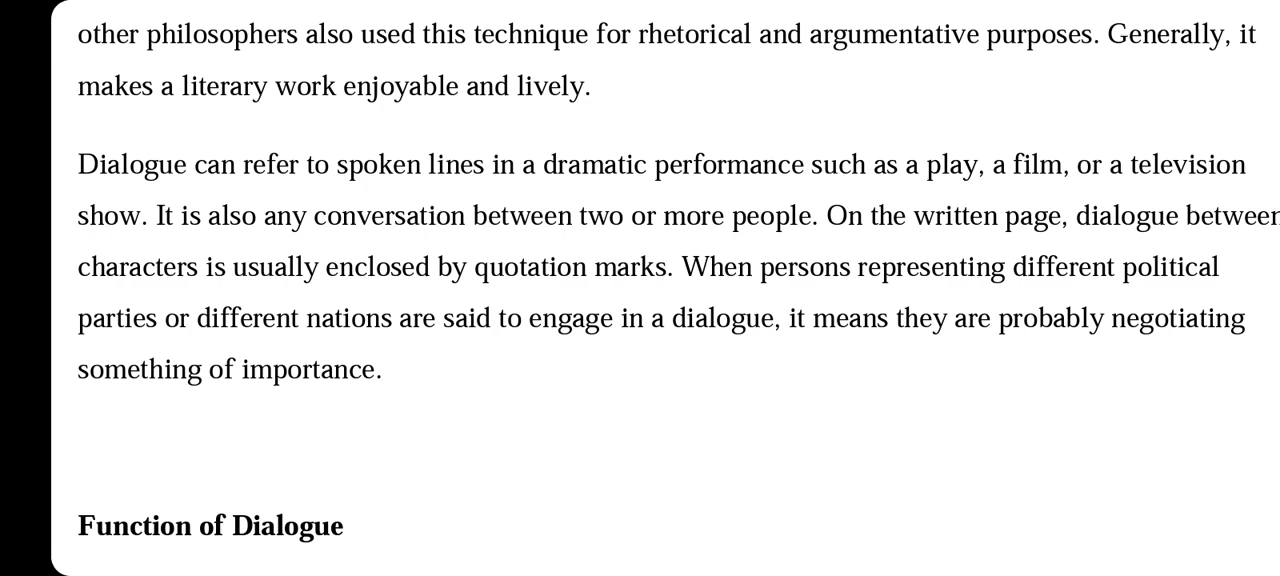 other philosophers also used this technique for rhetorical and argumentative purposes. Generally, it
makes a literary work enjoyable and lively.
Dialogue can refer to spoken lines in a dramatic performance such as a play, a film, or a television
show. It is also any conversation between two or more people. On the written page, dialogue between
characters is usually enclosed by quotation marks. When persons representing different political
parties or different nations are said to engage in a dialogue, it means they are probably negotiating
something of importance.
Function of Dialogue